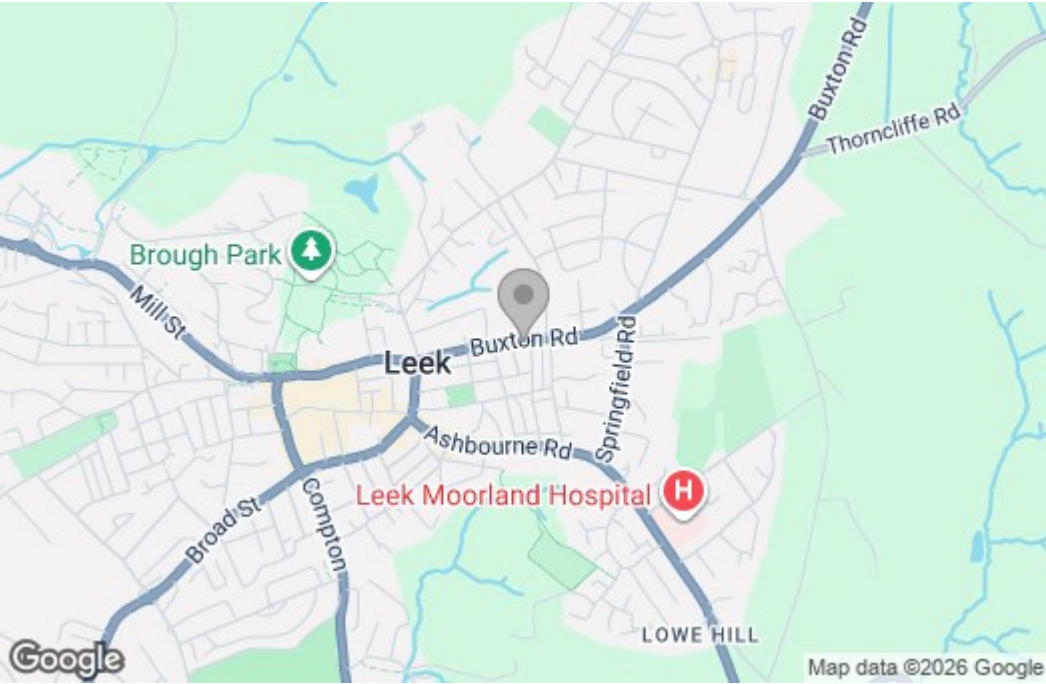 Buxton Rd
Thorncliffe Rd
Brough Park
Mill St
Buxton Rd
Leek
Springfield Rd
Ashbourne Rd
Leek Moorland Hospital
H
Broad St
Compton
LOWE HILL
Google
Map data ©2026 Google